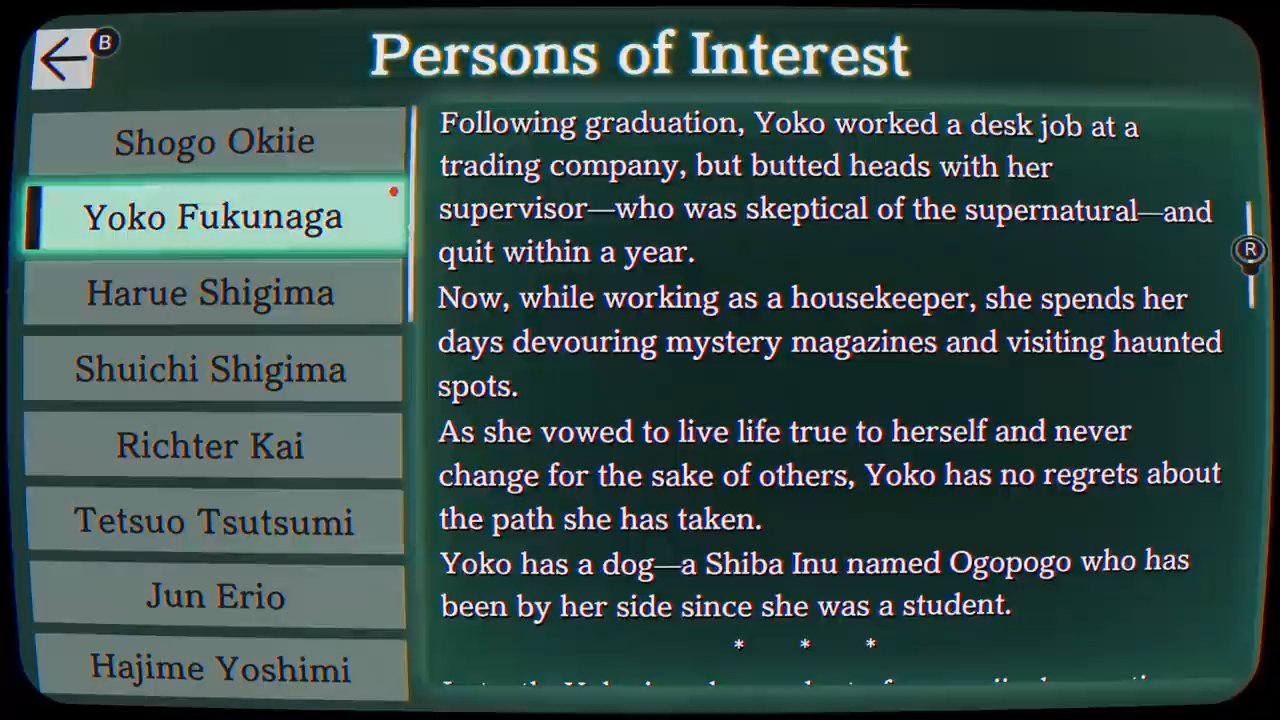 B
Persons of Interest
Shogo Okiie
Yoko Fukunaga
Harue Shigima
Shuichi Shigima
Richter Kai
Tetsuo Tsutsumi
Jun Erio
Hajime Yoshimi
Following graduation, Yoko worked a desk job at a
trading company, but butted heads with her
supervisor—who was skeptical of the supernatural—and
quit within a year.
Now, while working as a housekeeper, she spends her
days devouring mystery magazines and visiting haunted
spots.
As she vowed to live life true to herself and never
change for the sake of others, Yoko has no regrets about
the path she has taken.
Yoko has a dog—a Shiba Inu named Ogopogo who has
been by her side since she was a student.
* * *
R